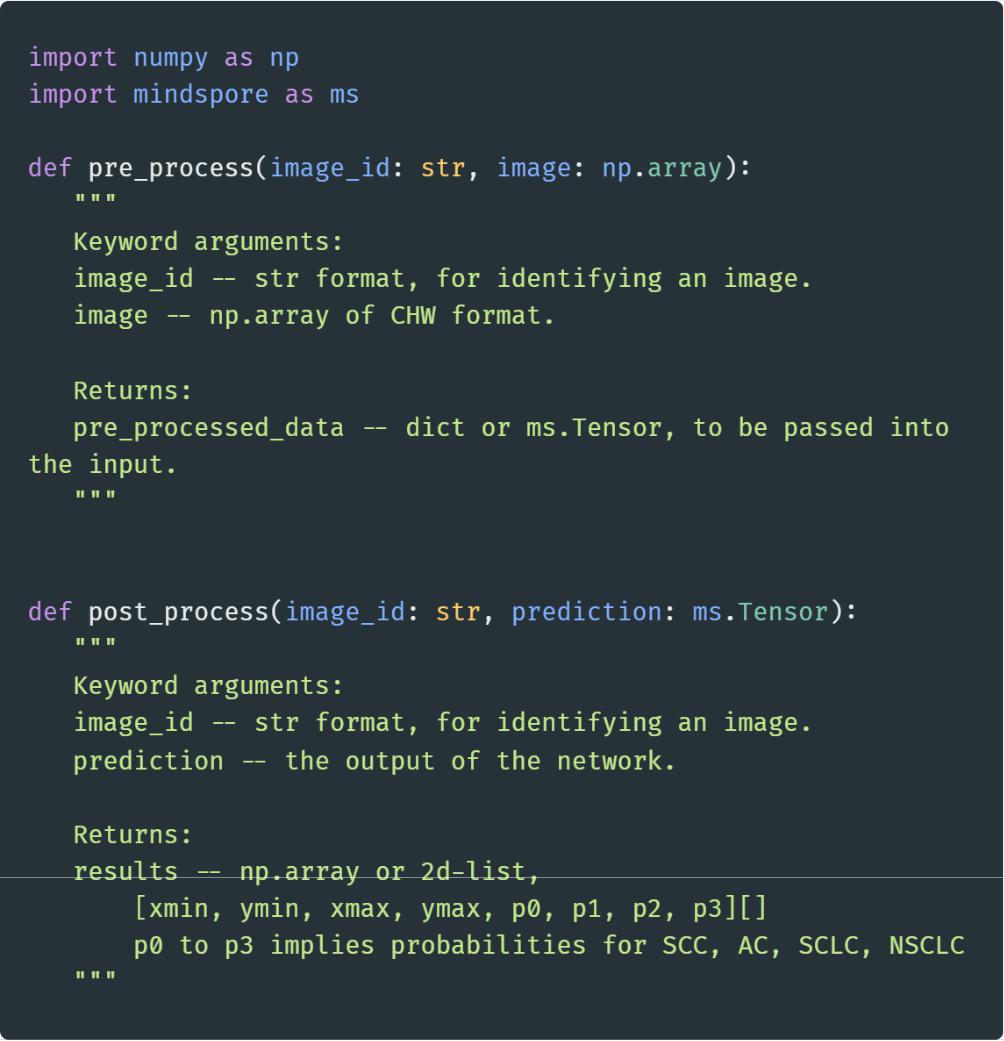 import numpy as np
import mindspore as ms
def pre_process(image_id: str, image: np.array):
"""
Keyword arguments:
image_id -- str format, for identifying an image.
image -- np.array of CHW format.
Returns:
pre_processed_data -- dict or ms.Tensor, to be passed into
the input.
"""
def post_process(image_id: str, prediction: ms.Tensor):
"""
Keyword arguments:
image_id -- str format, for identifying an image.
prediction -- the output of the network.
Returns:
results -- np.array or 2d-list,
[xmin, ymin, xmax, ymax, p0, p1, p2, p3][]
p0 to p3 implies probabilities for SCC, AC, SCLC, NSCLC
"""